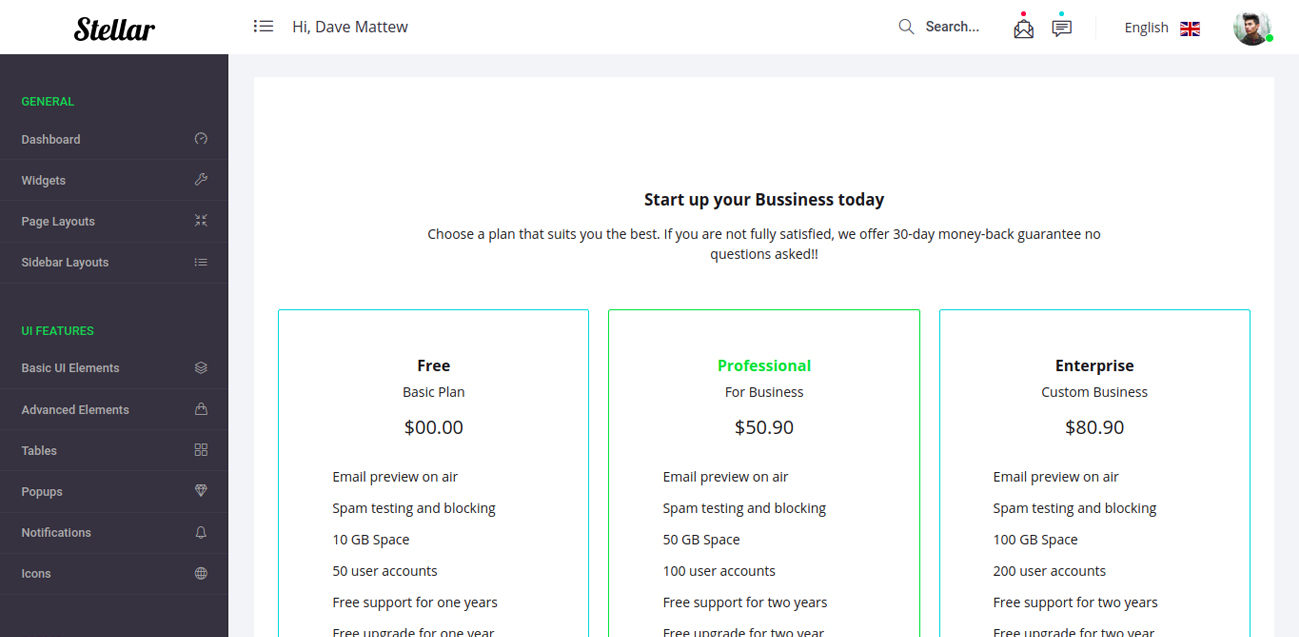 Stellar
Hi, Dave Mattew
Search...
English
GENERAL
Dashboard
Widgets
Page Layouts
Sidebar Layouts
UI FEATURES
Basic UI Elements
Advanced Elements
Tables
Popups
Notifications
Icons
Start up your Bussiness today
Choose a plan that suits you the best. If you are not fully satisfied, we offer 30-day money-back guarantee no
questions asked!!
Free
Basic Plan
$00.00
Email preview on air
Spam testing and blocking
10 GB Space
50 user accounts
Free support for one years
Free upgrade for one year
Professional
For Business
$50.90
Email preview on air
Spam testing and blocking
50 GB Space
100 user accounts
Free support for two years
Free upgrade for two year
Enterprise
Custom Business
$80.90
Email preview on air
Spam testing and blocking
100 GB Space
200 user accounts
Free support for two years
Free upgrade for two year